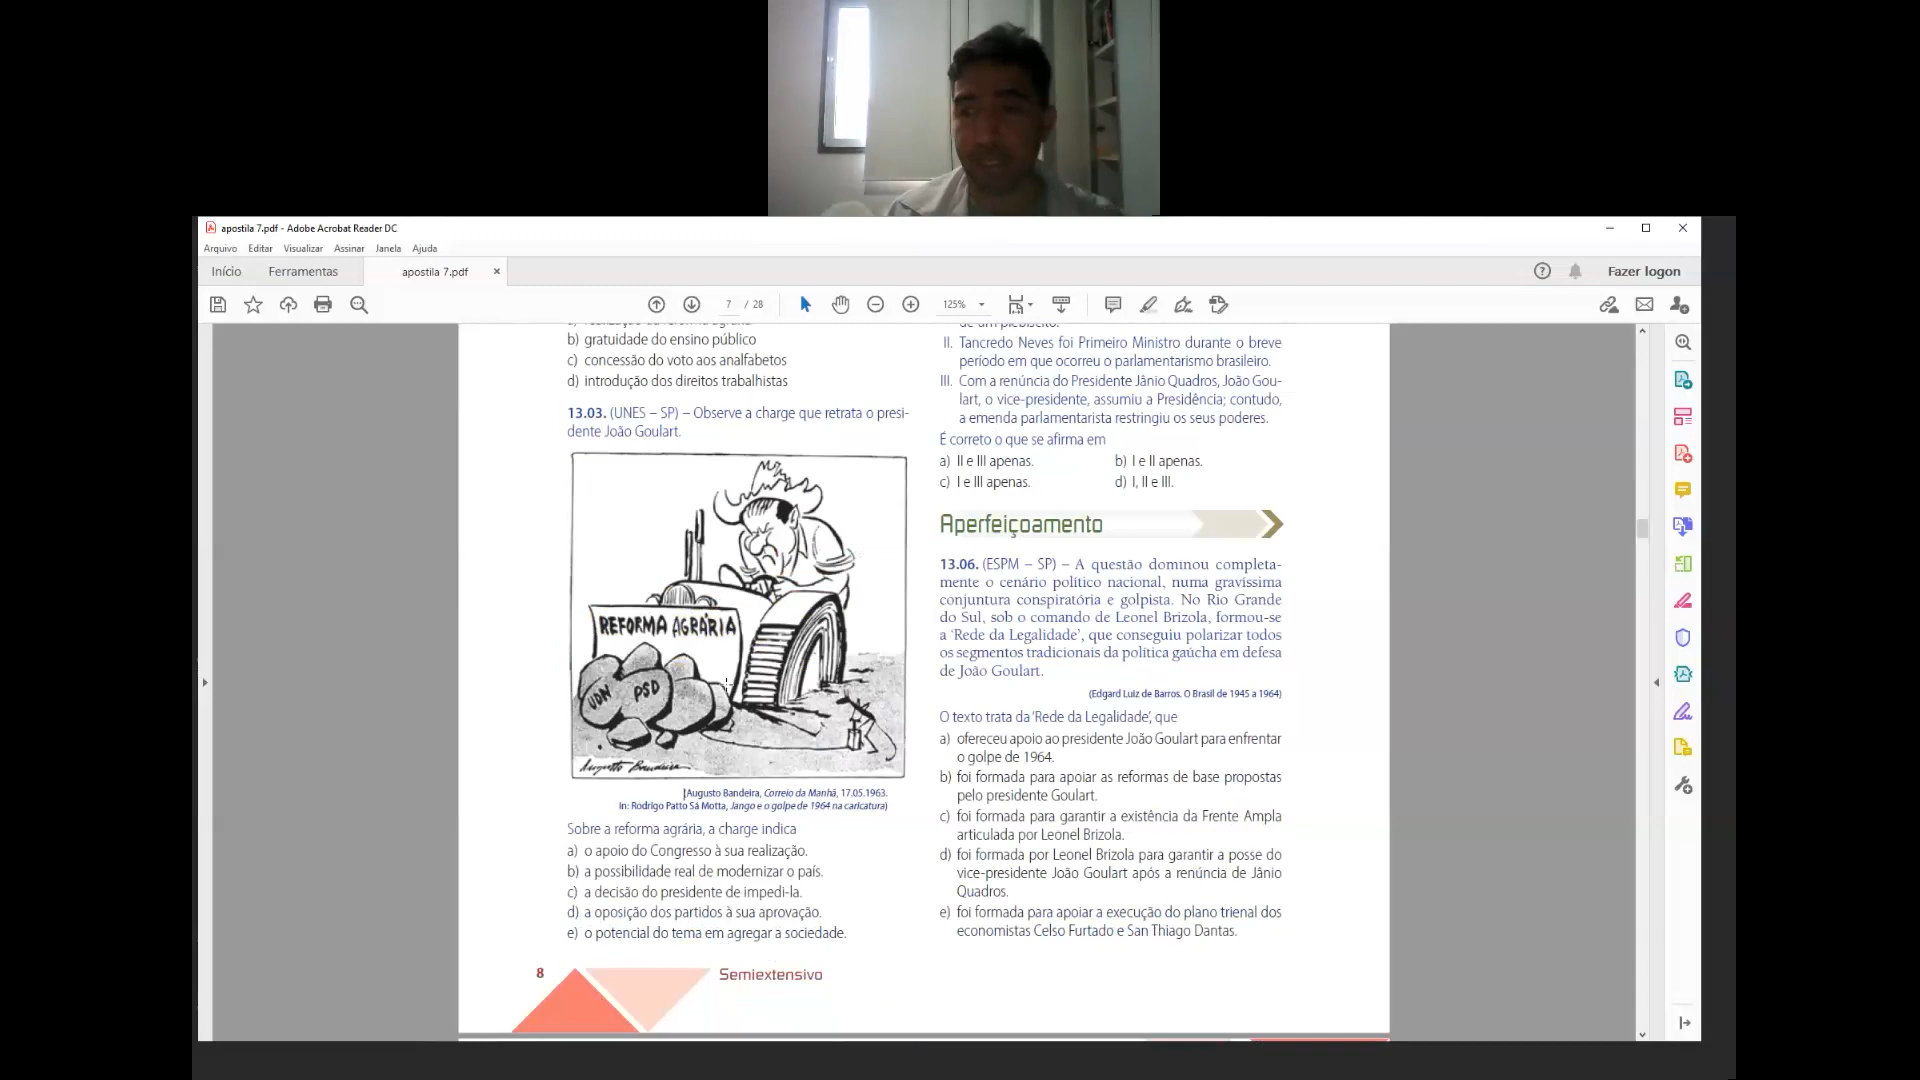 apostila 7.pdf - Adobe Acrobat Reader DC
Arquivo Editar Visualizar Assinar Janela Ajuda
Início Ferramentas apostila 7.pdf
Fazer logon
7 / 28 125%
b) gratuidade do ensino público
c) concessão do voto aos analfabetos
d) introdução dos direitos trabalhistas
13.03. (UNES – SP) – Observe a charge que retrata o presi-
dente João Goulart.
REFORMA AGRÁRIA
UDN PSD
Augusto Bandeira
Augusto Bandeira, Correio da Manhã, 17.05.1963.
In: Rodrigo Patto Sá Motta, Jango e o golpe de 1964 na caricatura)
Sobre a reforma agrária, a charge indica
a) o apoio do Congresso à sua realização.
b) a possibilidade real de modernizar o país.
c) a decisão do presidente de impedi-la.
d) a oposição dos partidos à sua aprovação.
e) o potencial do tema em agregar a sociedade.
8 Semiextensivo
de um plebiscito.
II. Tancredo Neves foi Primeiro Ministro durante o breve
período em que ocorreu o parlamentarismo brasileiro.
III. Com a renúncia do Presidente Jânio Quadros, João Gou-
lart, o vice-presidente, assumiu a Presidência; contudo,
a emenda parlamentarista restringiu os seus poderes.
É correto o que se afirma em
a) II e III apenas. b) I e II apenas.
c) I e III apenas. d) I, II e III.
Aperfeiçoamento
13.06. (ESPM – SP) – A questão dominou completa-
mente o cenário político nacional, numa gravíssima
conjuntura conspiratória e golpista. No Rio Grande
do Sul, sob o comando de Leonel Brizola, formou-se
a ‘Rede da Legalidade’, que conseguiu polarizar todos
os segmentos tradicionais da política gaúcha em defesa
de João Goulart.
(Edgard Luiz de Barros. O Brasil de 1945 a 1964)
O texto trata da ‘Rede da Legalidade’, que
a) ofereceu apoio ao presidente João Goulart para enfrentar
o golpe de 1964.
b) foi formada para apoiar as reformas de base propostas
pelo presidente Goulart.
c) foi formada para garantir a existência da Frente Ampla
articulada por Leonel Brizola.
d) foi formada por Leonel Brizola para garantir a posse do
vice-presidente João Goulart após a renúncia de Jânio
Quadros.
e) foi formada para apoiar a execução do plano trienal dos
economistas Celso Furtado e San Thiago Dantas.